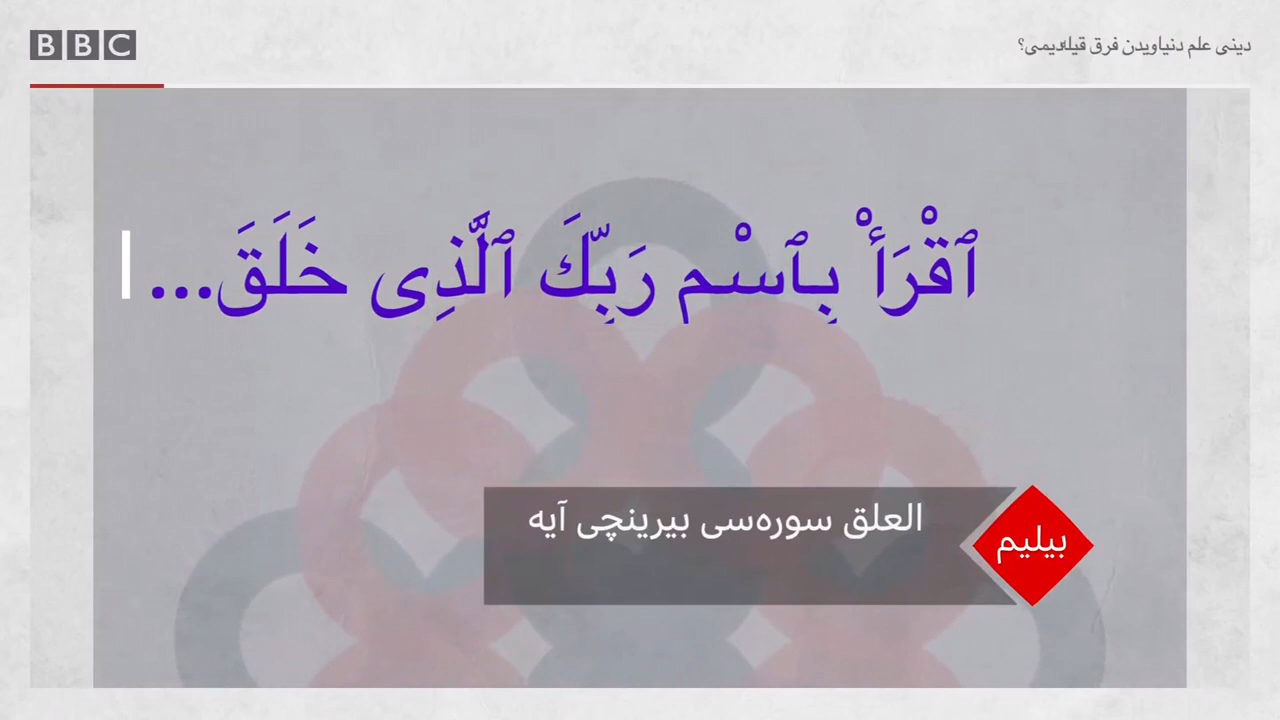 BBC
دینی علم دنیاویدن فرق قیله‌دیمی؟
ٱقْرَأْ بِٱسْمِ رَبِّكَ ٱلَّذِى خَلَقَ...
العلق سوره‌سی بیرینچی آیه
بیلیم